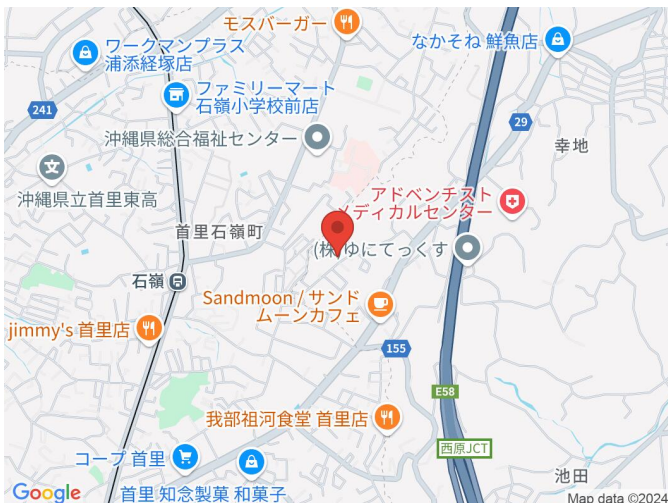 モスバーガー
ワークマンプラス
浦添経塚店
なかそね 鮮魚店
ファミリーマート
石嶺小学校前店
241
29
沖縄県総合福祉センター
幸地
沖縄県立首里東高
アドベンチスト
メディカルセンター
首里石嶺町
(株)ゆにてっくす
石嶺
Sandmoon / サンド
ムーンカフェ
jimmy's 首里店
155
E58
我部祖河食堂 首里店
西原JCT
コープ 首里
池田
首里 知念製菓 和菓子
Google
Map data ©2024